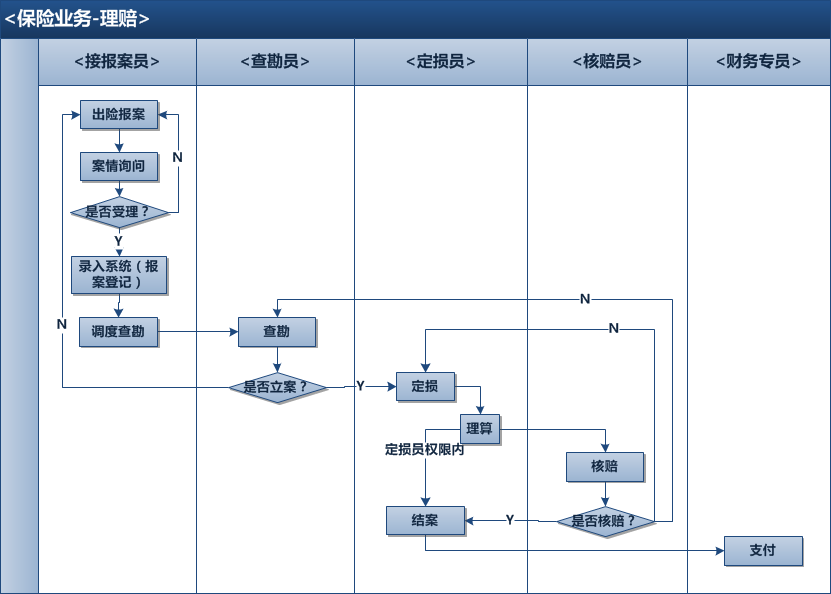 <保险业务-理赔>
<接报案员>
<查勘员>
<定损员>
<核赔员>
<财务专员>
出险报案
N
案情询问
是否受理？
Y
录入系统（报
案登记）
N
调度查勘
查勘
N
N
是否立案？
Y
定损
理算
定损员权限内
核赔
结案
Y
是否核赔？
支付